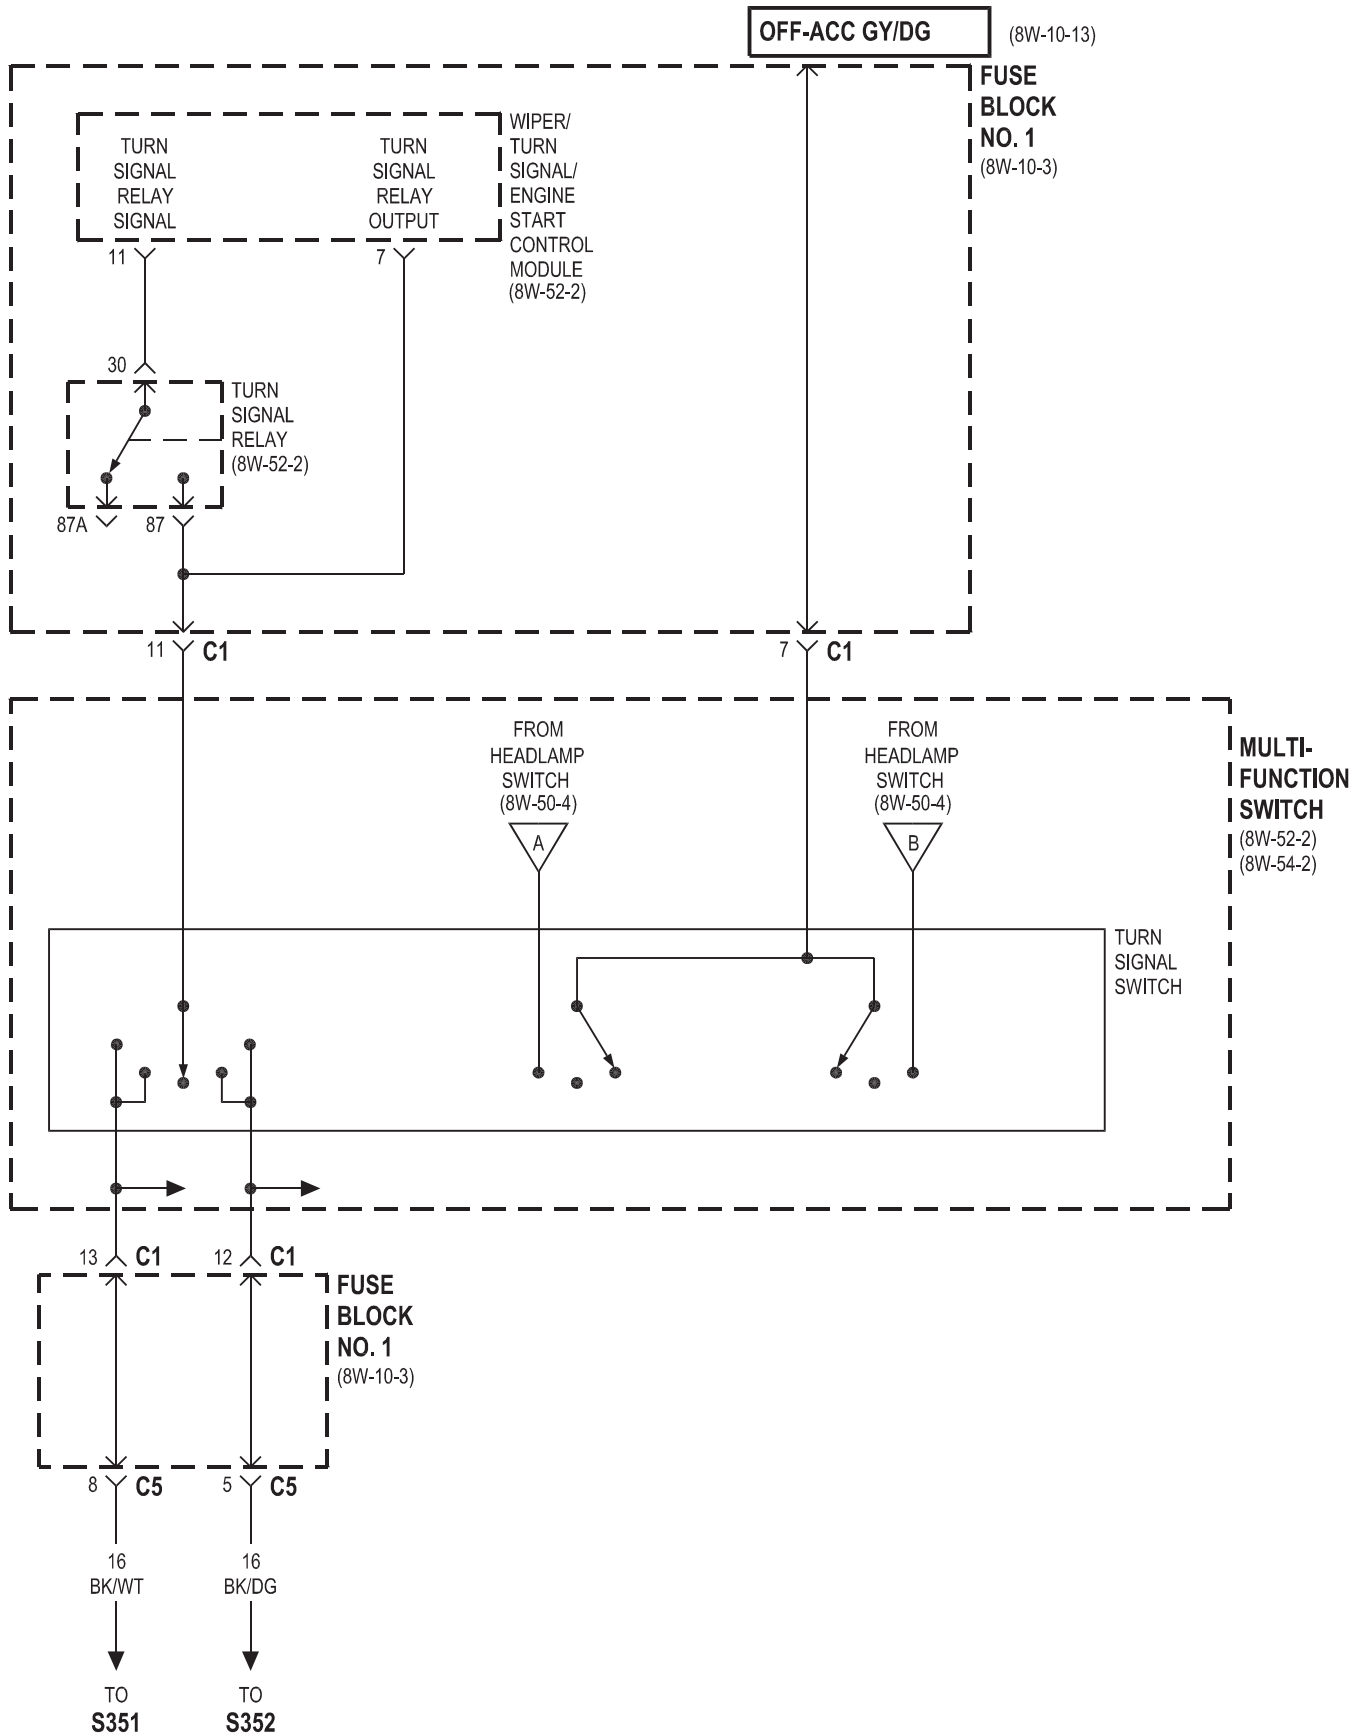 OFF-ACC GY/DG
(8W-10-13)
FUSE
BLOCK
NO. 1
(8W-10-3)
TURN
SIGNAL
RELAY
SIGNAL
TURN
SIGNAL
RELAY
OUTPUT
WIPER/
TURN
SIGNAL/
ENGINE
START
CONTROL
MODULE
(8W-52-2)
11
7
30
TURN
SIGNAL
RELAY
(8W-52-2)
87A
87
11
C1
7
C1
FROM
HEADLAMP
SWITCH
(8W-50-4)
A
FROM
HEADLAMP
SWITCH
(8W-50-4)
B
MULTI-
FUNCTION
SWITCH
(8W-52-2)
(8W-54-2)
TURN
SIGNAL
SWITCH
13
C1
12
C1
FUSE
BLOCK
NO. 1
(8W-10-3)
8
C5
5
C5
16
BK/WT
16
BK/DG
TO
S351
TO
S352